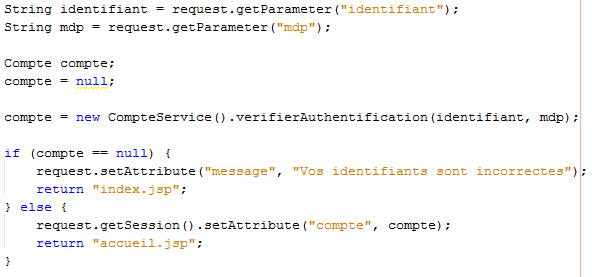 String identifiant = request.getParameter("identifiant");
String mdp = request.getParameter("mdp");
Compte compte;
compte = null;
compte = new CompteService().verifierAuthentification(identifiant, mdp);
if (compte == null) {
request.setAttribute("message", "Vos identifiants sont incorrectes");
return "index.jsp";
} else {
request.getSession().setAttribute("compte", compte);
return "accueil.jsp";
}